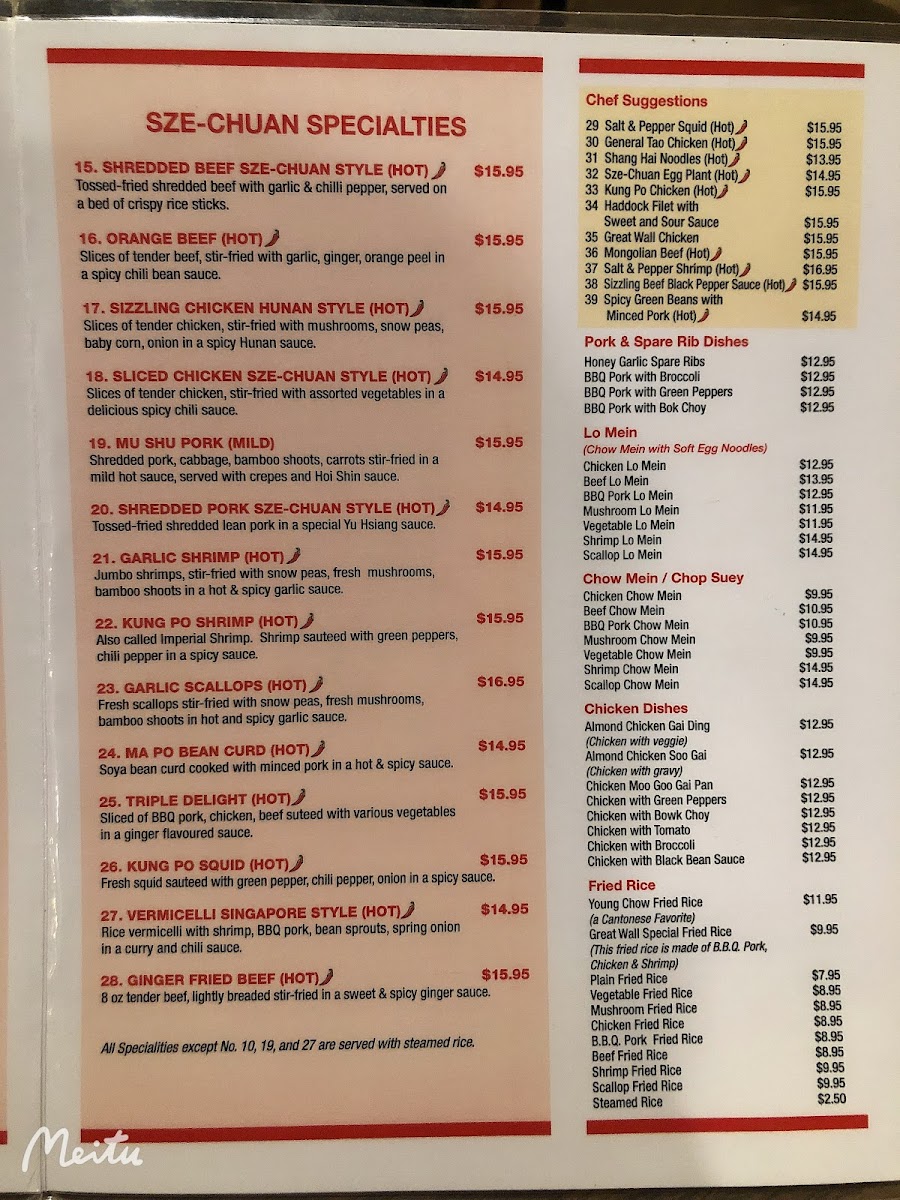 SZE-CHUAN SPECIALTIES
15. SHREDDED BEEF SZE-CHUAN STYLE (HOT) $15.95
Tossed-fried shredded beef with garlic & chilli pepper, served on
a bed of crispy rice sticks.
16. ORANGE BEEF (HOT) $15.95
Slices of tender beef, stir-fried with garlic, ginger, orange peel in
a spicy chili bean sauce.
17. SIZZLING CHICKEN HUNAN STYLE (HOT) $15.95
Slices of tender chicken, stir-fried with mushrooms, snow peas,
baby corn, onion in a spicy Hunan sauce.
18. SLICED CHICKEN SZE-CHUAN STYLE (HOT) $14.95
Slices of tender chicken, stir-fried with assorted vegetables in a
delicious spicy chili sauce.
19. MU SHU PORK (MILD) $15.95
Shredded pork, cabbage, bamboo shoots, carrots stir-fried in a
mild hot sauce, served with crepes and Hoi Shin sauce.
20. SHREDDED PORK SZE-CHUAN STYLE (HOT) $14.95
Tossed-fried shredded lean pork in a special Yu Hsiang sauce.
21. GARLIC SHRIMP (HOT) $15.95
Jumbo shrimps, stir-fried with snow peas, fresh mushrooms,
bamboo shoots in a hot & spicy garlic sauce.
22. KUNG PO SHRIMP (HOT) $15.95
Also called Imperial Shrimp. Shrimp sauteed with green peppers,
chili pepper in a spicy sauce.
23. GARLIC SCALLOPS (HOT) $16.95
Fresh scallops stir-fried with snow peas, fresh mushrooms,
bamboo shoots in hot and spicy garlic sauce.
24. MA PO BEAN CURD (HOT) $14.95
Soya bean curd cooked with minced pork in a hot & spicy sauce.
25. TRIPLE DELIGHT (HOT) $15.95
Sliced of BBQ pork, chicken, beef suteed with various vegetables
in a ginger flavoured sauce.
26. KUNG PO SQUID (HOT) $15.95
Fresh squid sauteed with green pepper, chili pepper, onion in a spicy sauce.
27. VERMICELLI SINGAPORE STYLE (HOT) $14.95
Rice vermicelli with shrimp, BBQ pork, bean sprouts, spring onion
in a curry and chili sauce.
28. GINGER FRIED BEEF (HOT) $15.95
8 oz tender beef, lightly breaded stir-fried in a sweet & spicy ginger sauce.
All Specialities except No. 10, 19, and 27 are served with steamed rice.
Chef Suggestions
29 Salt & Pepper Squid (Hot) $15.95
30 General Tao Chicken (Hot) $15.95
31 Shang Hai Noodles (Hot) $13.95
32 Sze-Chuan Egg Plant (Hot) $14.95
33 Kung Po Chicken (Hot) $15.95
34 Haddock Filet with
Sweet and Sour Sauce $15.95
35 Great Wall Chicken $15.95
36 Mongolian Beef (Hot) $15.95
37 Salt & Pepper Shrimp (Hot) $16.95
38 Sizzling Beef Black Pepper Sauce (Hot) $15.95
39 Spicy Green Beans with
Minced Pork (Hot) $14.95
Pork & Spare Rib Dishes
Honey Garlic Spare Ribs $12.95
BBQ Pork with Broccoli $12.95
BBQ Pork with Green Peppers $12.95
BBQ Pork with Bok Choy $12.95
Lo Mein
(Chow Mein with Soft Egg Noodles)
Chicken Lo Mein $12.95
Beef Lo Mein $13.95
BBQ Pork Lo Mein $12.95
Mushroom Lo Mein $11.95
Vegetable Lo Mein $11.95
Shrimp Lo Mein $14.95
Scallop Lo Mein $14.95
Chow Mein / Chop Suey
Chicken Chow Mein $9.95
Beef Chow Mein $10.95
BBQ Pork Chow Mein $10.95
Mushroom Chow Mein $9.95
Vegetable Chow Mein $9.95
Shrimp Chow Mein $14.95
Scallop Chow Mein $14.95
Chicken Dishes
Almond Chicken Gai Ding $12.95
(Chicken with veggie)
Almond Chicken Soo Gai $12.95
(Chicken with gravy)
Chicken Moo Goo Gai Pan $12.95
Chicken with Green Peppers $12.95
Chicken with Bowk Choy $12.95
Chicken with Tomato $12.95
Chicken with Broccoli $12.95
Chicken with Black Bean Sauce $12.95
Fried Rice
Young Chow Fried Rice $11.95
(a Cantonese Favorite)
Great Wall Special Fried Rice $9.95
(This fried rice is made of B.B.Q. Pork,
Chicken & Shrimp)
Plain Fried Rice $7.95
Vegetable Fried Rice $8.95
Mushroom Fried Rice $8.95
Chicken Fried Rice $8.95
B.B.Q. Pork Fried Rice $8.95
Beef Fried Rice $8.95
Shrimp Fried Rice $9.95
Scallop Fried Rice $9.95
Steamed Rice $2.50
Meitu